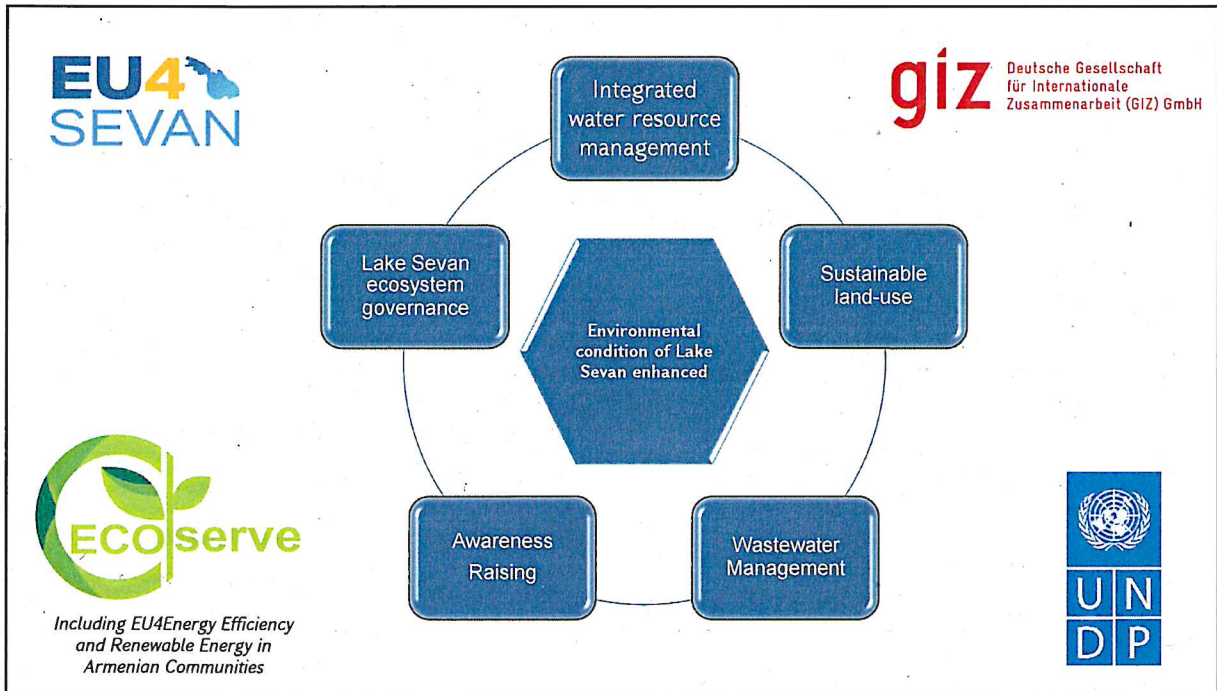 EU4
SEVAN
giz
Deutsche Gesellschaft
für Internationale
Zusammenarbeit (GIZ) GmbH
Integrated
water resource
management
Lake Sevan
ecosystem
governance
Sustainable
land-use
Environmental
condition of Lake
Sevan enhanced
Awareness
Raising
Wastewater
Management
ECOserve
Including EU4Energy Efficiency
and Renewable Energy in
Armenian Communities
U N
D P